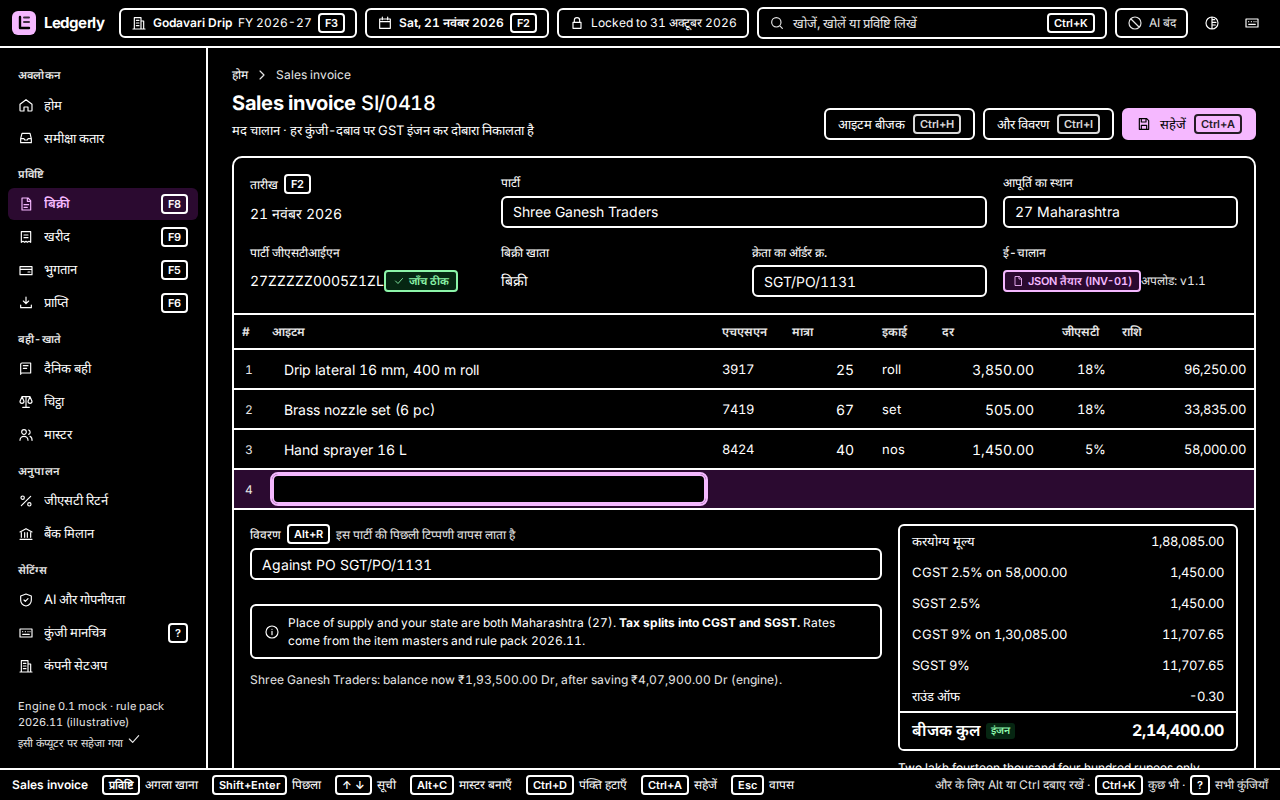 Ledgerly
Godavari Drip FY 2026-27 F3
Sat, 21 नवंबर 2026 F2
Locked to 31 अक्टूबर 2026
खोजें, खोलें या प्रविष्टि लिखें Ctrl+K
AI बंद
अवलोकन
होम
समीक्षा कतार
प्रविष्टि
बिक्री F8
खरीद F9
भुगतान F5
प्राप्ति F6
बही-खाते
दैनिक बही
चिट्ठा
मास्टर
अनुपालन
जीएसटी रिटर्न
बैंक मिलान
सेटिंग्स
AI और गोपनीयता
कुंजी मानचित्र ?
कंपनी सेटअप
Engine 0.1 mock · rule pack
2026.11 (illustrative)
इसी कंप्यूटर पर सहेजा गया
होम > Sales invoice
Sales invoice SI/0418
मद चालान · हर कुंजी-दबाव पर GST इंजन कर दोबारा निकालता है
आइटम बीजक Ctrl+H
और विवरण Ctrl+I
सहेजें Ctrl+A
तारीख F2
21 नवंबर 2026
पार्टी
Shree Ganesh Traders
आपूर्ति का स्थान
27 Maharashtra
पार्टी जीएसटीआईएन
27ZZZZZ0005Z1ZL जाँच ठीक
बिक्री खाता
बिक्री
क्रेता का ऑर्डर क्र.
SGT/PO/1131
ई-चालान
JSON तैयार (INV-01) अपलोड: v1.1
# आइटम एचएसएन मात्रा इकाई दर जीएसटी राशि
1 Drip lateral 16 mm, 400 m roll 3917 25 roll 3,850.00 18% 96,250.00
2 Brass nozzle set (6 pc) 7419 67 set 505.00 18% 33,835.00
3 Hand sprayer 16 L 8424 40 nos 1,450.00 5% 58,000.00
4
विवरण Alt+R इस पार्टी की पिछली टिप्पणी वापस लाता है
Against PO SGT/PO/1131
Place of supply and your state are both Maharashtra (27). Tax splits into CGST and SGST. Rates
come from the item masters and rule pack 2026.11.
Shree Ganesh Traders: balance now ₹1,93,500.00 Dr, after saving ₹4,07,900.00 Dr (engine).
करयोग्य मूल्य 1,88,085.00
CGST 2.5% on 58,000.00 1,450.00
SGST 2.5% 1,450.00
CGST 9% on 1,30,085.00 11,707.65
SGST 9% 11,707.65
राउंड ऑफ -0.30
बीजक कुल इंजन 2,14,400.00
Two lakh fourteen thousand four hundred rupees only
Sales invoice प्रविष्टि अगला खाना Shift+Enter पिछला ↑ ↓ सूची Alt+C मास्टर बनाएँ Ctrl+D पंक्ति हटाएँ Ctrl+A सहेजें Esc वापस
और के लिए Alt या Ctrl दबाए रखें · Ctrl+K कुछ भी · ? सभी कुंजियाँ